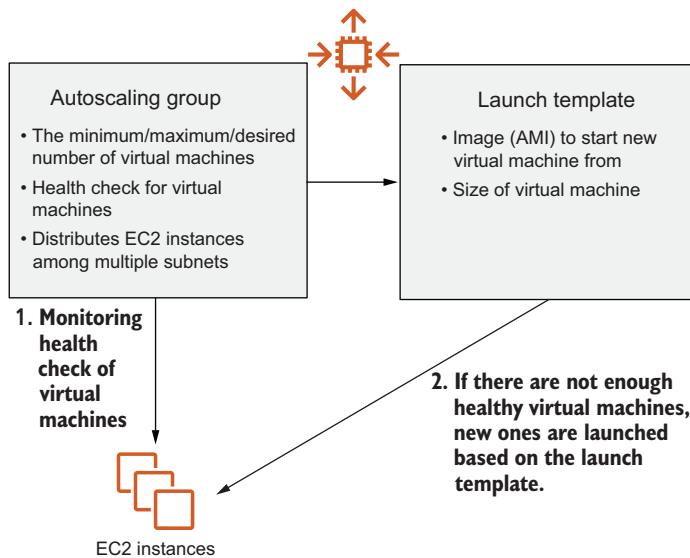 Autoscaling group
• The minimum/maximum/desired
number of virtual machines
• Health check for virtual
machines
• Distributes EC2 instances
among multiple subnets
Launch template
• Image (AMI) to start new
virtual machine from
• Size of virtual machine
1. Monitoring
health
check of
virtual
machines
2. If there are not enough
healthy virtual machines,
new ones are launched
based on the launch
template.
EC2 instances